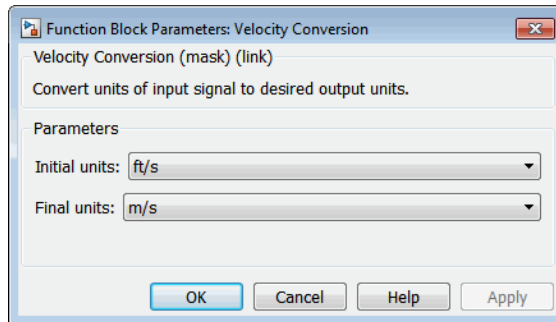 Function Block Parameters: Velocity Conversion
Velocity Conversion (mask) (link)
Convert units of input signal to desired output units.
Parameters
Initial units: ft/s
Final units: m/s
OK Cancel Help Apply